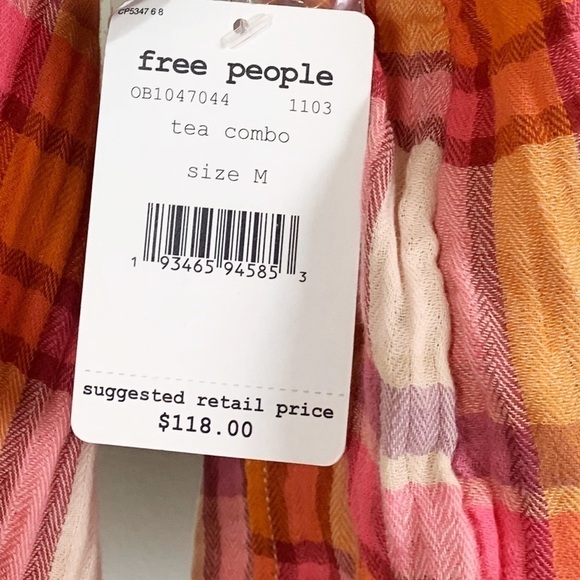 CP5347 6 8
free people
OB1047044 1103
tea combo
size M
1 93465 94585 3
suggested retail price
$118.00